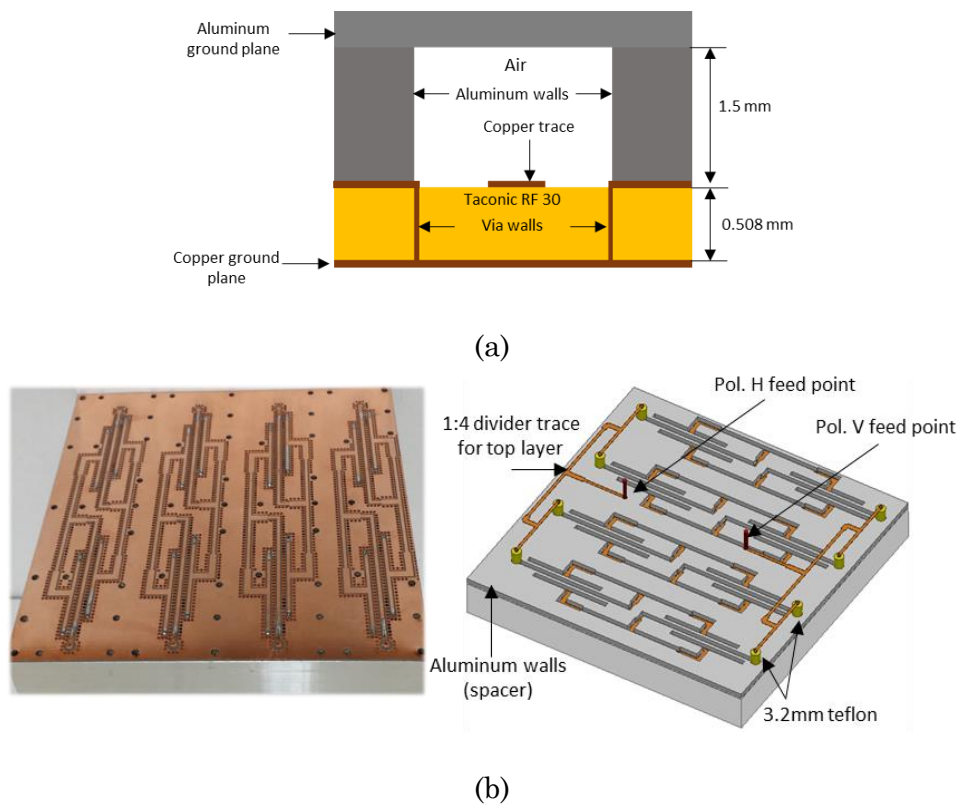 Aluminum
ground plane
Air
Aluminum walls
Copper trace
1.5 mm
Taconic RF 30
Via walls
0.508 mm
Copper ground
plane
(a)
Pol. H feed point
1:4 divider trace
for top layer
Pol. V feed point
Aluminum walls
(spacer)
3.2mm teflon
(b)